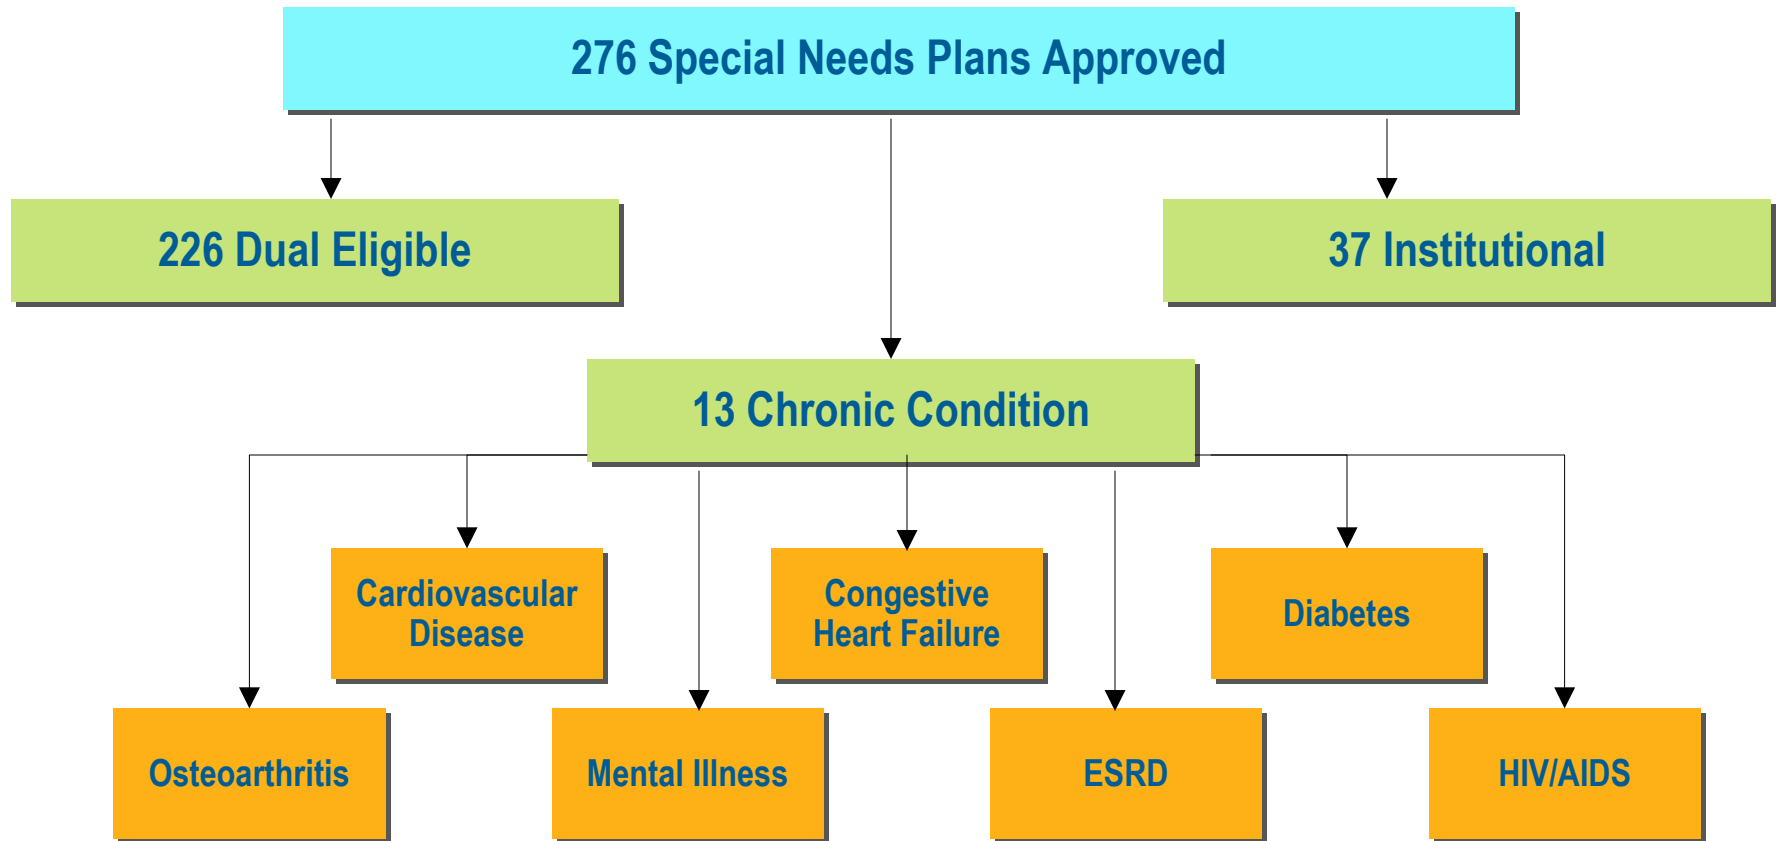 276 Special Needs Plans Approved
226 Dual Eligible
37 Institutional
13 Chronic Condition
Cardiovascular
Disease
Congestive
Heart Failure
Diabetes
Osteoarthritis
Mental Illness
ESRD
HIV/AIDS